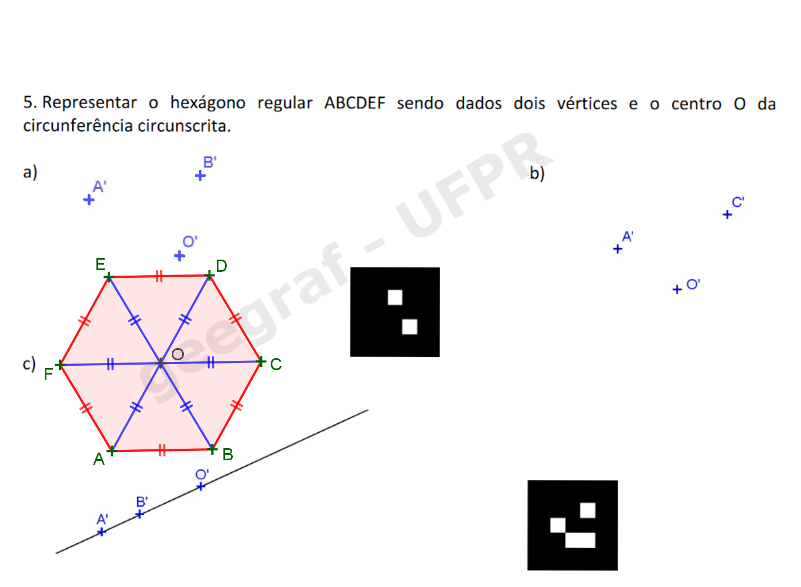 5. Representar o hexágono regular ABCDEF sendo dados dois vértices e o centro O da
circunferência circunscrita.
a)
A'
B'
O'
b)
A'
C'
O'
geegraf - UFPR
E
D
F
O
C
A
B
c)
A'
B'
O'